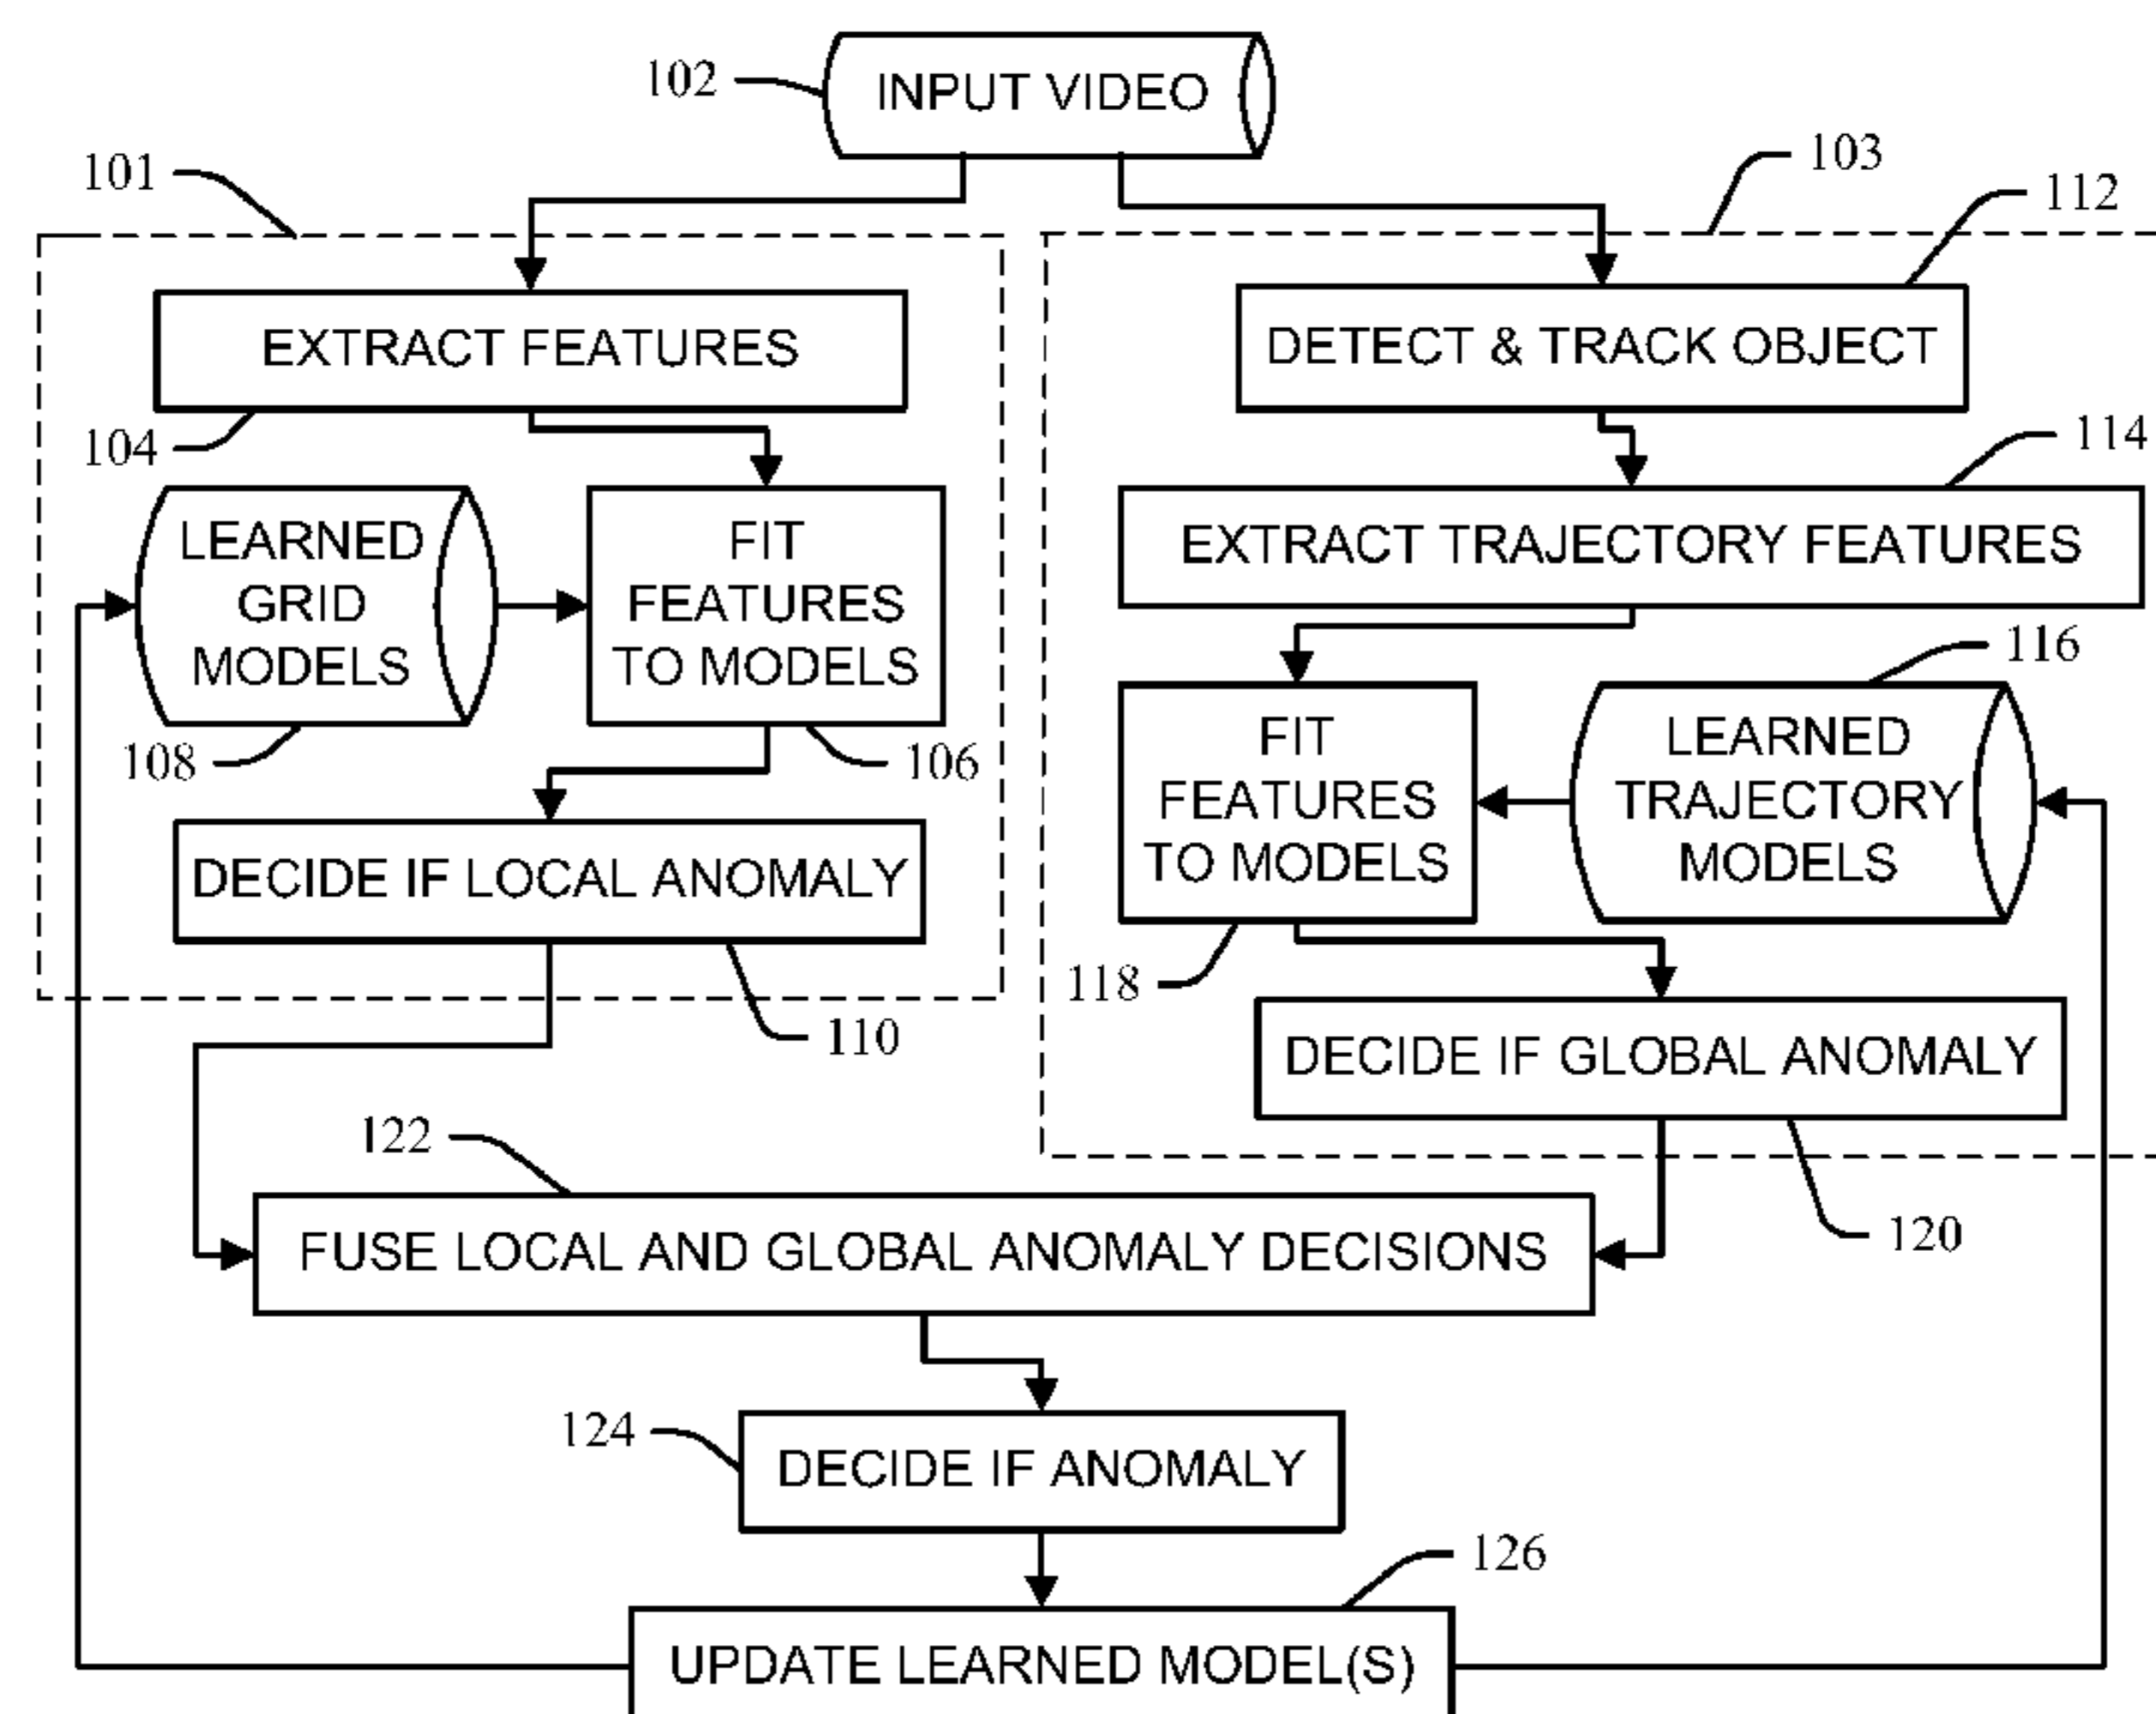 102
INPUT VIDEO
101
103
112
EXTRACT FEATURES
104
DETECT & TRACK OBJECT
114
EXTRACT TRAJECTORY FEATURES
LEARNED
GRID
MODELS
108
FIT
FEATURES
TO MODELS
106
116
FIT
FEATURES
TO MODELS
118
LEARNED
TRAJECTORY
MODELS
DECIDE IF LOCAL ANOMALY
110
DECIDE IF GLOBAL ANOMALY
120
122
FUSE LOCAL AND GLOBAL ANOMALY DECISIONS
124
DECIDE IF ANOMALY
126
UPDATE LEARNED MODEL(S)